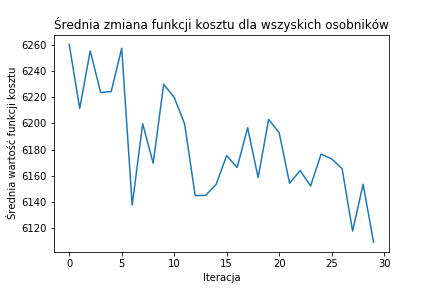 Średnia zmiana funkcji kosztu dla wszyskich osobników
Średnia wartość funkcji kosztu
6260
6240
6220
6200
6180
6160
6140
6120
0 5 10 15 20 25 30
Iteracja